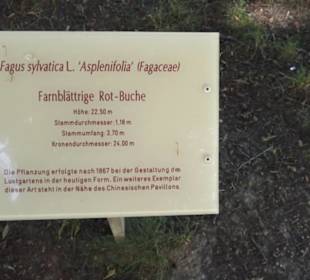 Fagus sylvatica L. 'Asplenifolia' (Fagaceae)
Farnblättrige Rot-Buche
Höhe: 22,50 m
Stammdurchmesser: 1,18 m
Stammumfang: 3,70 m
Kronendurchmesser: 24,00 m
Die Pflanzung erfolgte nach 1867 bei der Gestaltung des
Lustgartens in der heutigen Form. Ein weiteres Exemplar
dieser Art steht in der Nähe des Chinesischen Pavillons.